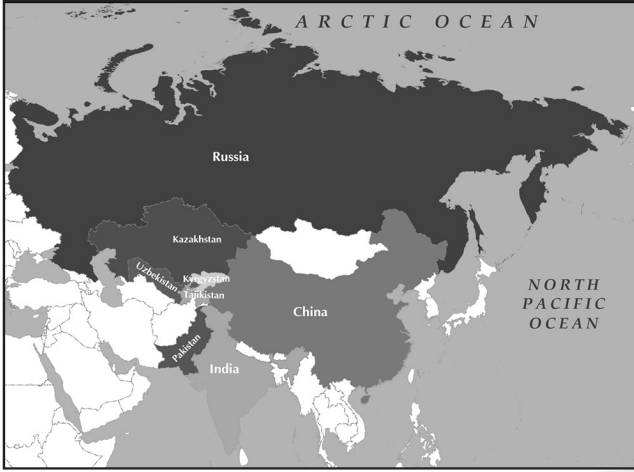 ARCTIC OCEAN
Russia
Kazakhstan
Uzbekistan
Kyrgyzstan
Tajikistan
China
NORTH
PACIFIC
OCEAN
Pakistan
India